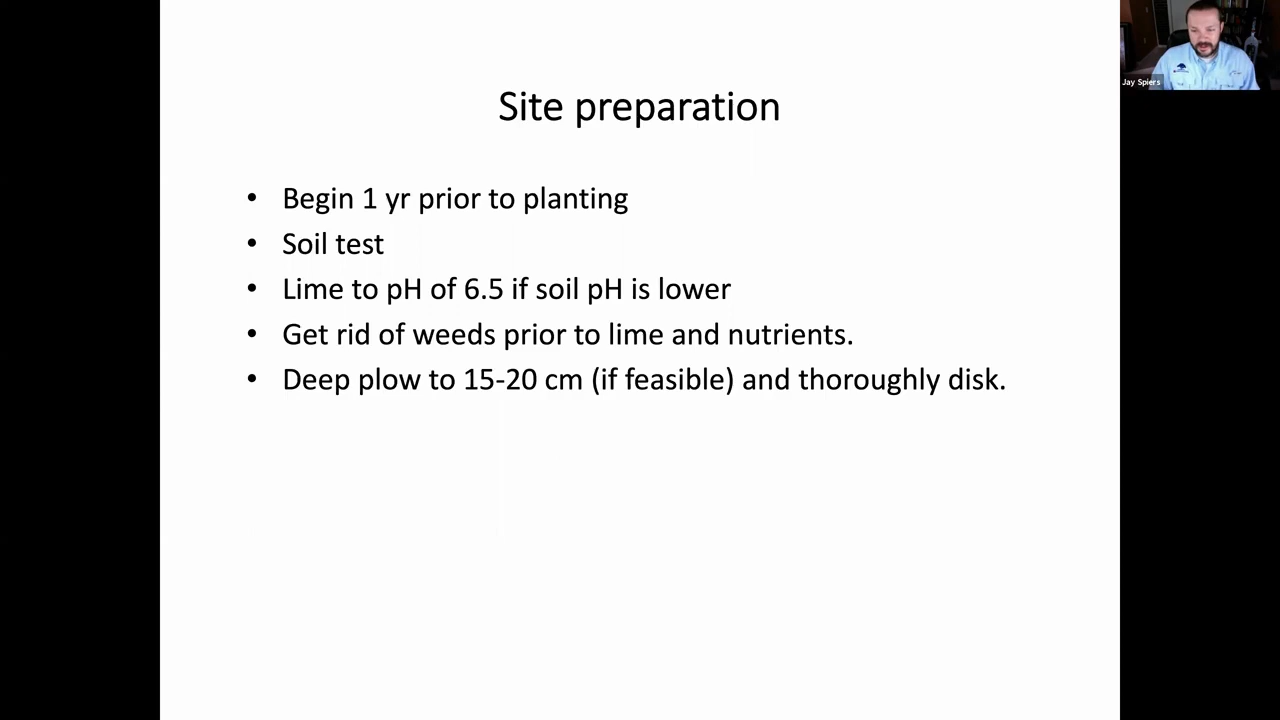 Site preparation
• Begin 1 yr prior to planting
• Soil test
• Lime to pH of 6.5 if soil pH is lower
• Get rid of weeds prior to lime and nutrients.
• Deep plow to 15-20 cm (if feasible) and thoroughly disk.
Jay Spiers